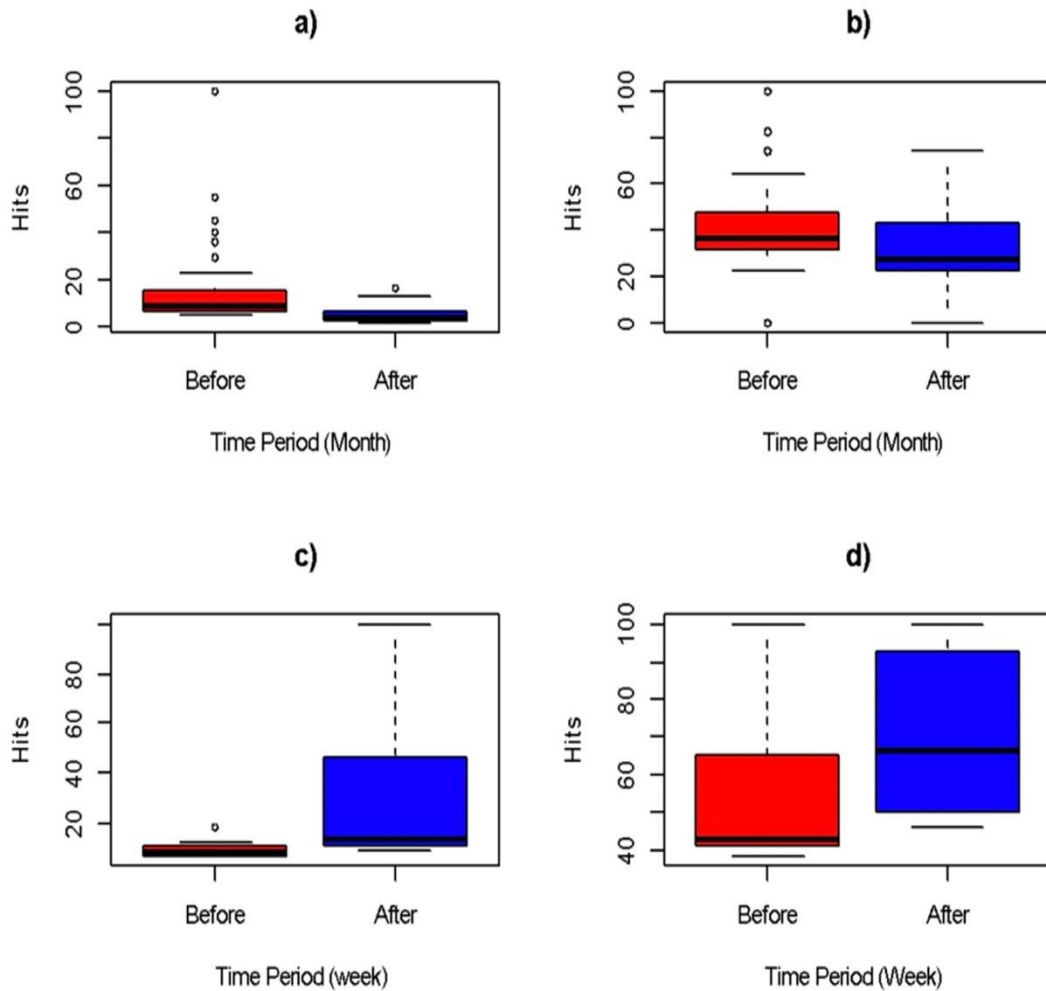 a)
Hits
0
20
60
100
Before After
Time Period (Month)
b)
Hits
0
20
60
100
Before After
Time Period (Month)
c)
Hits
20
40
60
80
Before After
Time Period (week)
d)
Hits
40
60
80
100
Before After
Time Period (Week)